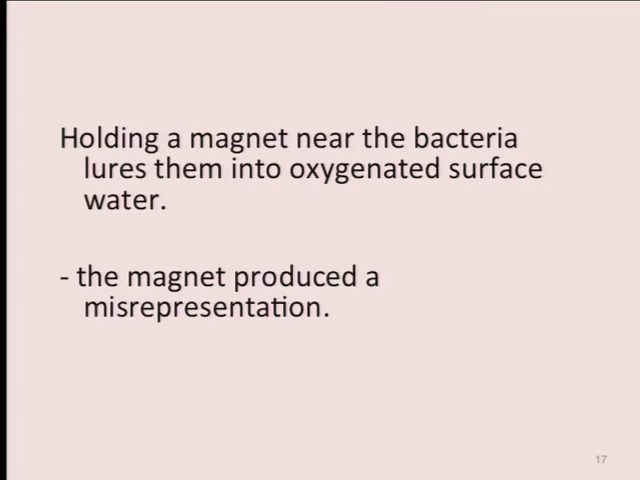 Holding a magnet near the bacteria
lures them into oxygenated surface
water.
- the magnet produced a
misrepresentation.
17